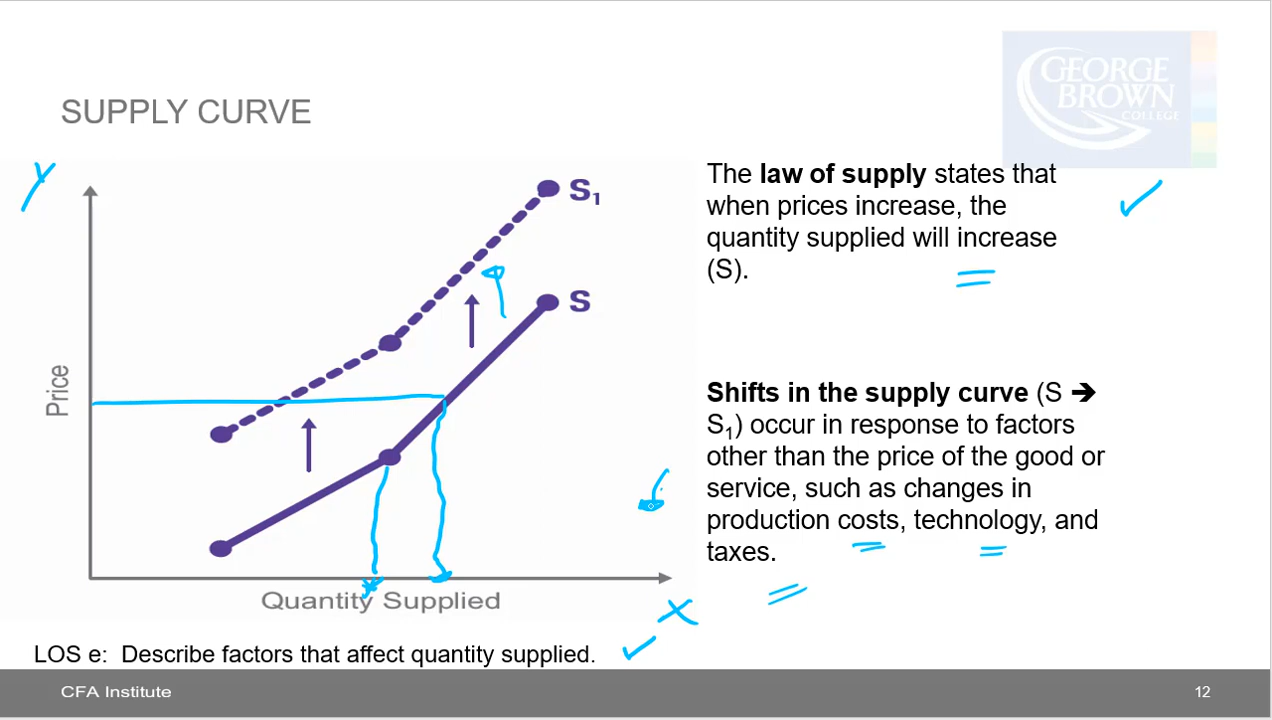 GEORGE
BROWN
COLLEGE
SUPPLY CURVE
Y
S1
S
Price
Quantity Supplied
X
The law of supply states that
when prices increase, the
quantity supplied will increase
(S).
Shifts in the supply curve (S ➔
S1) occur in response to factors
other than the price of the good or
service, such as changes in
production costs, technology, and
taxes.
LOS e: Describe factors that affect quantity supplied.
CFA Institute
12